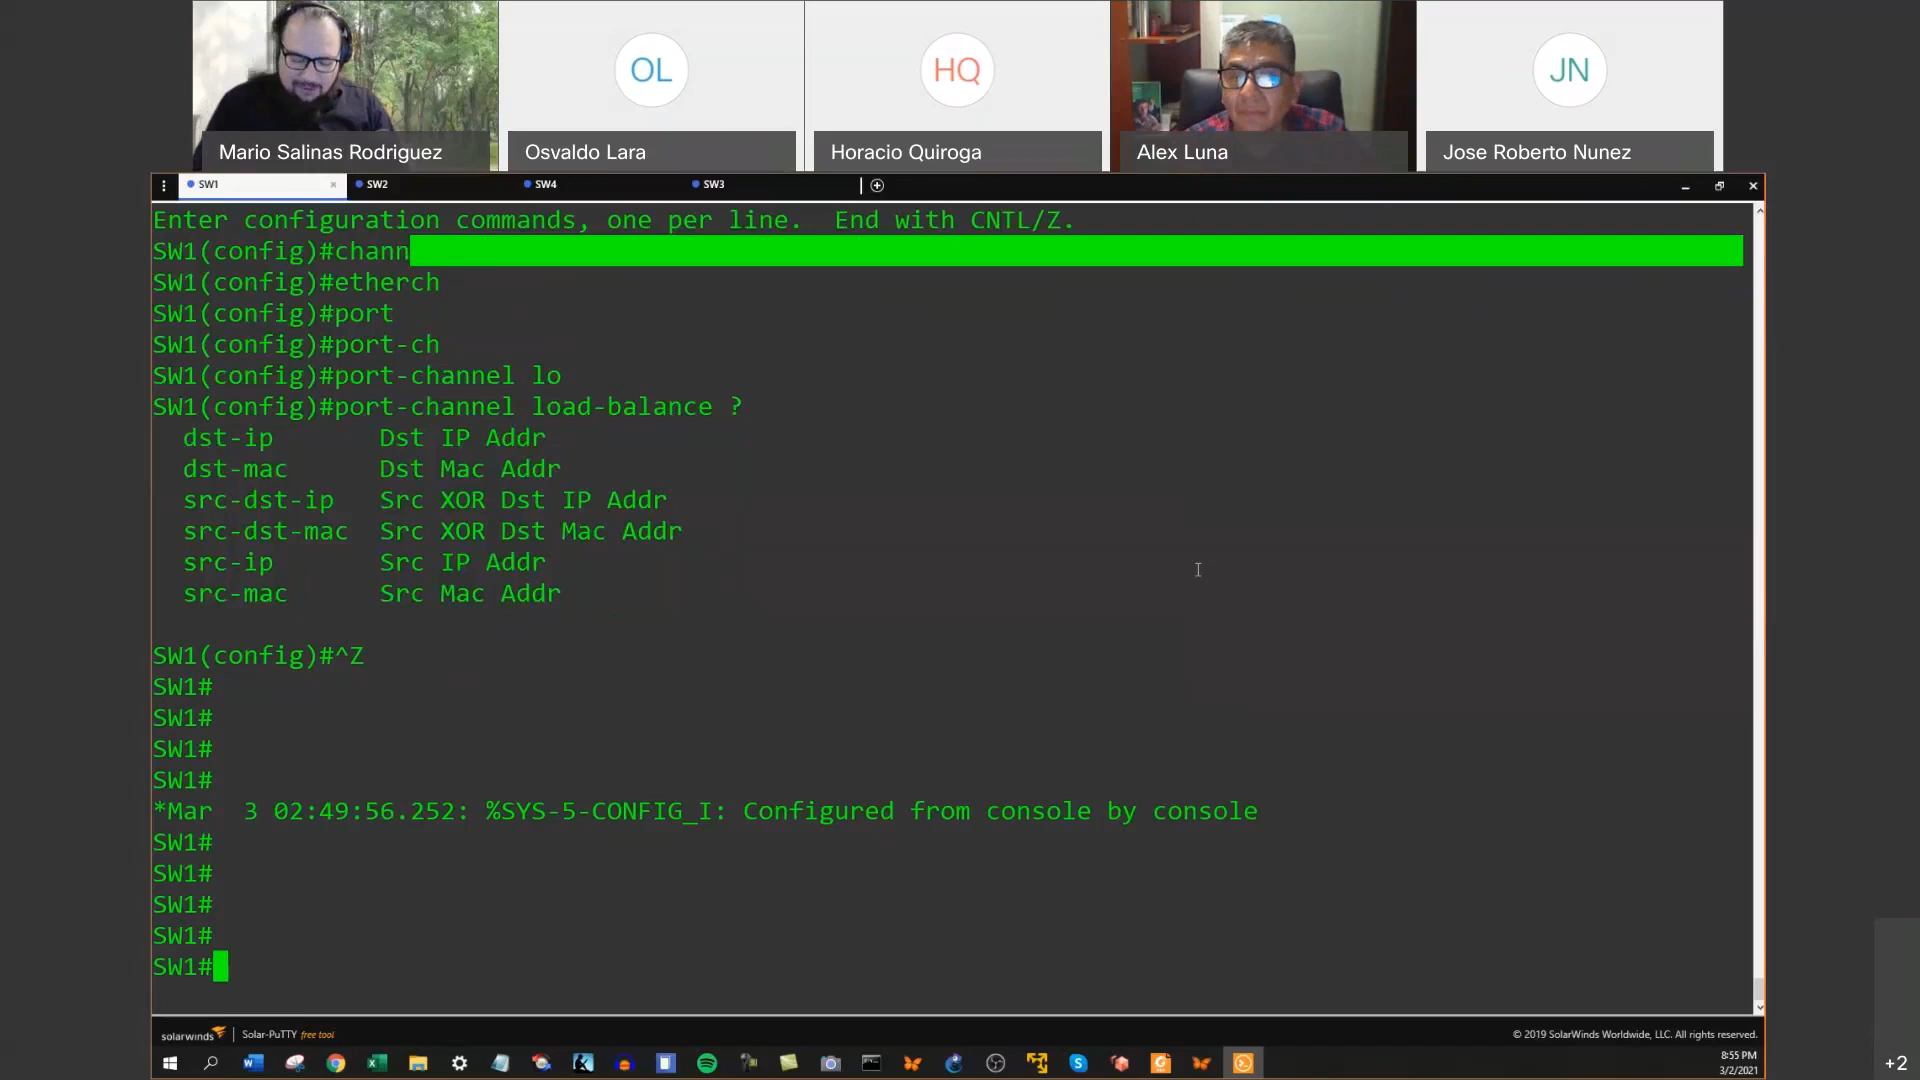 OL
HQ
JN
Mario Salinas Rodriguez
Osvaldo Lara
Horacio Quiroga
Alex Luna
Jose Roberto Nunez
SW1
SW2
SW4
SW3
Enter configuration commands, one per line.  End with CNTL/Z.
SW1(config)#chann
SW1(config)#etherch
SW1(config)#port
SW1(config)#port-ch
SW1(config)#port-channel lo
SW1(config)#port-channel load-balance ?
  dst-ip       Dst IP Addr
  dst-mac      Dst Mac Addr
  src-dst-ip   Src XOR Dst IP Addr
  src-dst-mac  Src XOR Dst Mac Addr
  src-ip       Src IP Addr
  src-mac      Src Mac Addr
SW1(config)#^Z
SW1#
SW1#
SW1#
SW1#
*Mar  3 02:49:56.252: %SYS-5-CONFIG_I: Configured from console by console
SW1#
SW1#
SW1#
SW1#
SW1#
solarwinds
Solar-PuTTY free tool
© 2019 SolarWinds Worldwide, LLC. All rights reserved.
8:55 PM
3/2/2021
+2